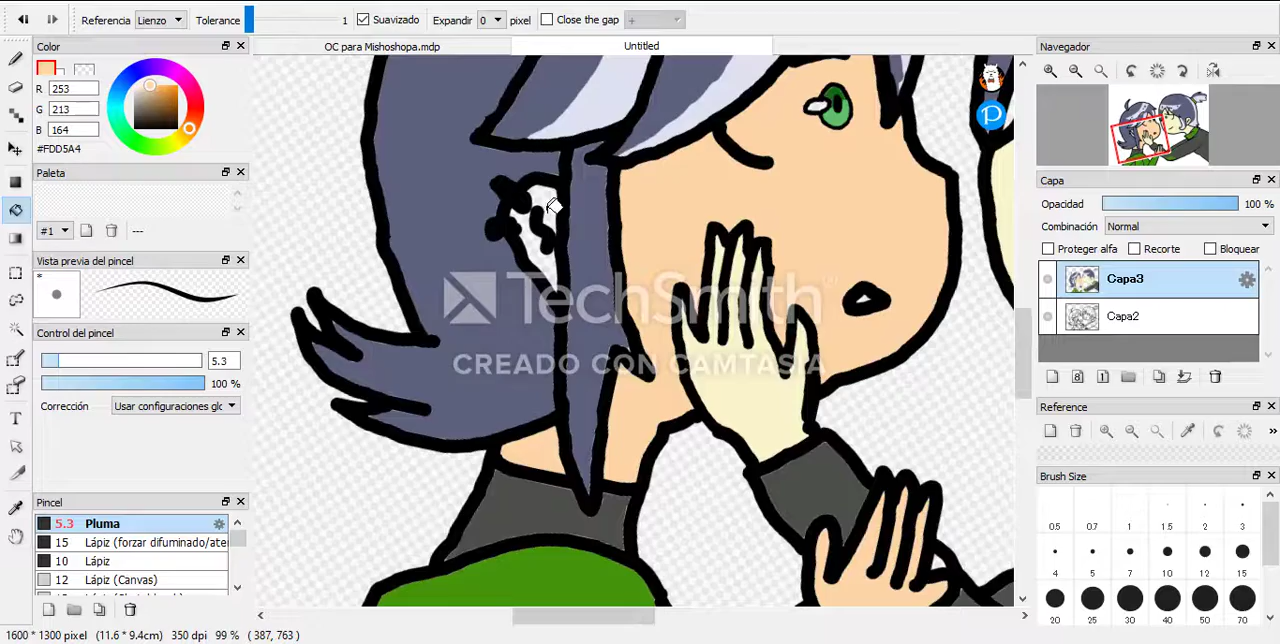 Referencia Lienzo Tolerance 1 Suavizado Expandir 0 pixel Close the gap +
Color
R 253
G 213
B 164
#FDD5A4
Paleta
#1 ---
Vista previa del pincel
*
Control del pincel
5.3
100 %
Corrección Usar configuraciones glc
Pincel
5.3 Pluma
15 Lápiz (forzar difuminado/ate
10 Lápiz
12 Lápiz (Canvas)
1600 * 1300 pixel (11.6 * 9.4cm) 350 dpi 99 % ( 387, 763 )
OC para Mishoshopa.mdp Untitled
TechSmith
CREADO CON CAMTASIA
P
Navegador
Capa
Opacidad 100 %
Combinación Normal
Proteger alfa Recorte Bloquear
Capa3
Capa2
8 1
Reference
»
Brush Size
0.5 0.7 1 1.5 2 3
4 5 7 10 12 15
20 25 30 40 50 70